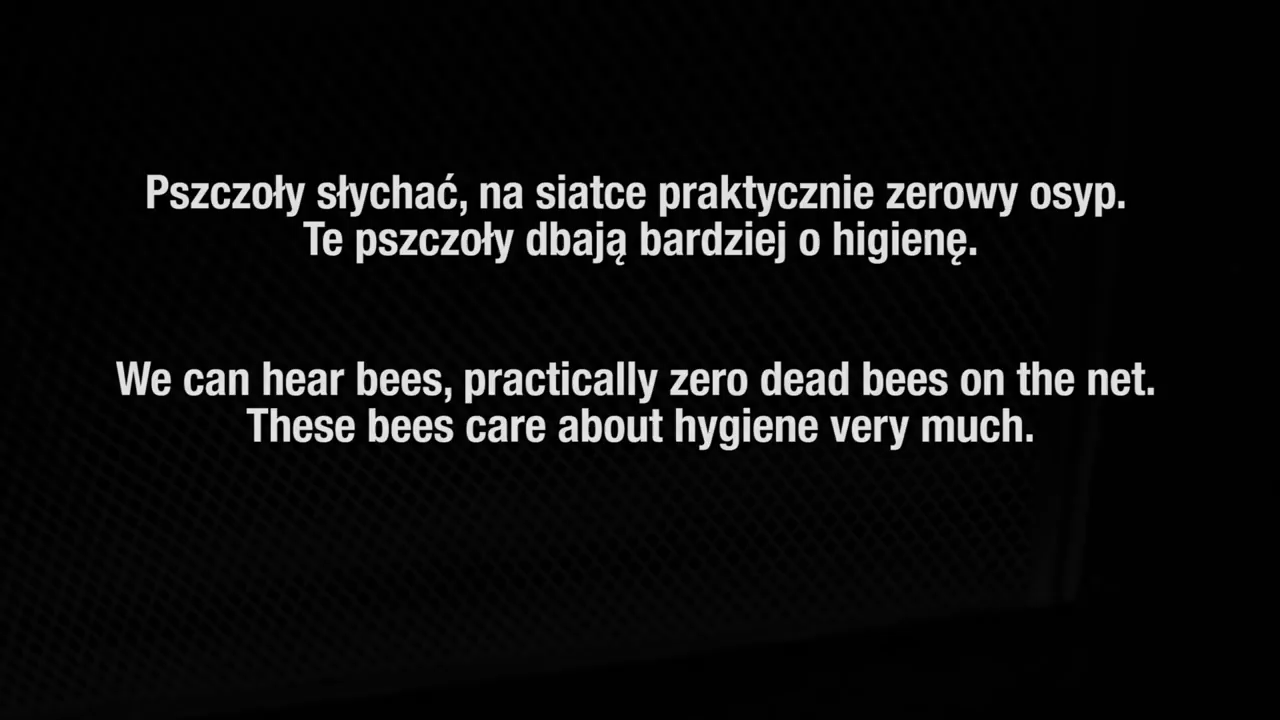 Pszczoły słychać, na siatce praktycznie zerowy osyp.
Te pszczoły dbają bardziej o higienę.
We can hear bees, practically zero dead bees on the net.
These bees care about hygiene very much.